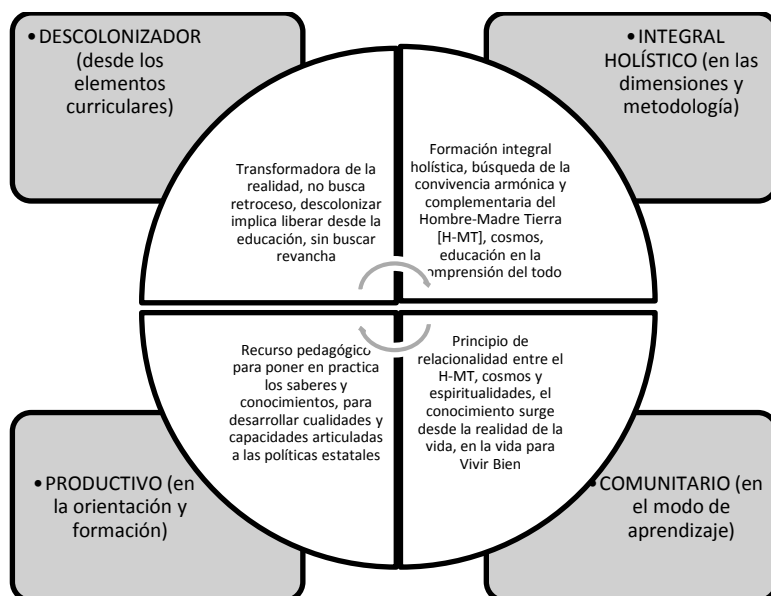 • DESCOLONIZADOR
(desde los
elementos
curriculares)
• INTEGRAL
HOLÍSTICO (en las
dimensiones y
metodología)
Transformadora de la
realidad, no busca
retroceso, descolonizar
implica liberar desde la
educación, sin buscar
revancha
Formación integral
holística, búsqueda de la
convivencia armónica y
complementaria del
Hombre-Madre Tierra
[H-MT], cosmos,
educación en la
comprensión del todo
Recurso pedagógico
para poner en practica
los saberes y
conocimientos, para
desarrollar cualidades y
capacidades articuladas
a las políticas estatales
Principio de
relacionalidad entre el
H-MT, cosmos y
espiritualidades, el
conocimiento surge
desde la realidad de la
vida, en la vida para
Vivir Bien
• PRODUCTIVO (en
la orientación y
formación)
• COMUNITARIO (en
el modo de
aprendizaje)